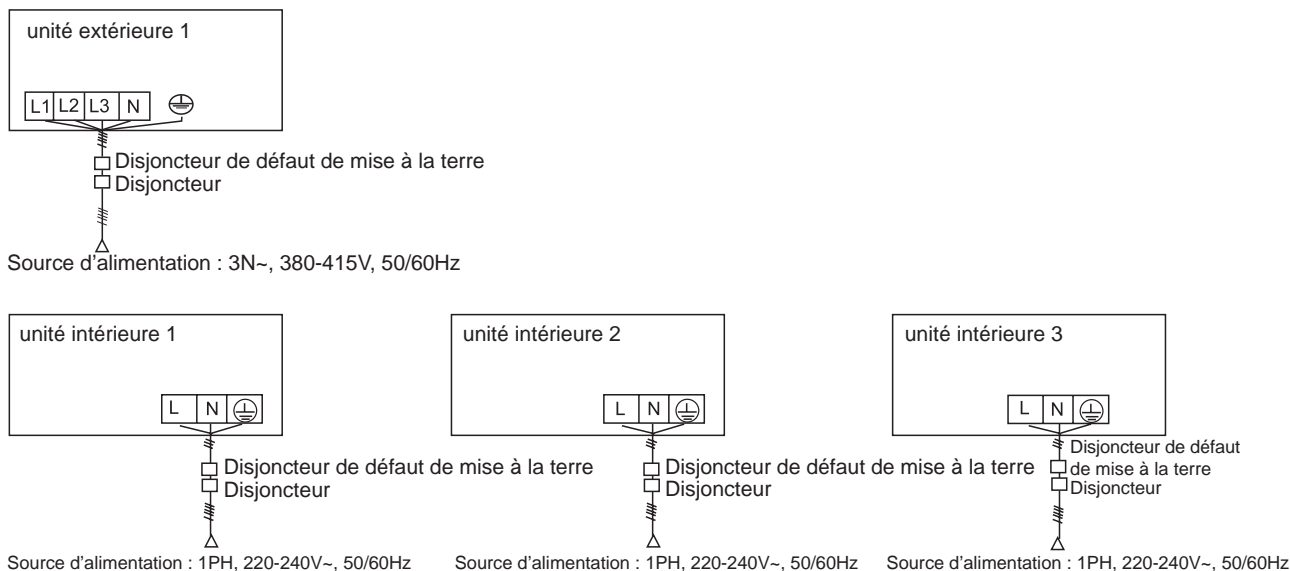 unité extérieure 1
L1 L2 L3 N
Disjoncteur de défaut de mise à la terre
Disjoncteur
Source d'alimentation : 3N~, 380-415V, 50/60Hz
unité intérieure 1
L N
Disjoncteur de défaut de mise à la terre
Disjoncteur
Source d'alimentation : 1PH, 220-240V~, 50/60Hz
unité intérieure 2
L N
Disjoncteur de défaut de mise à la terre
Disjoncteur
Source d'alimentation : 1PH, 220-240V~, 50/60Hz
unité intérieure 3
L N
Disjoncteur de défaut
de mise à la terre
Disjoncteur
Source d'alimentation : 1PH, 220-240V~, 50/60Hz